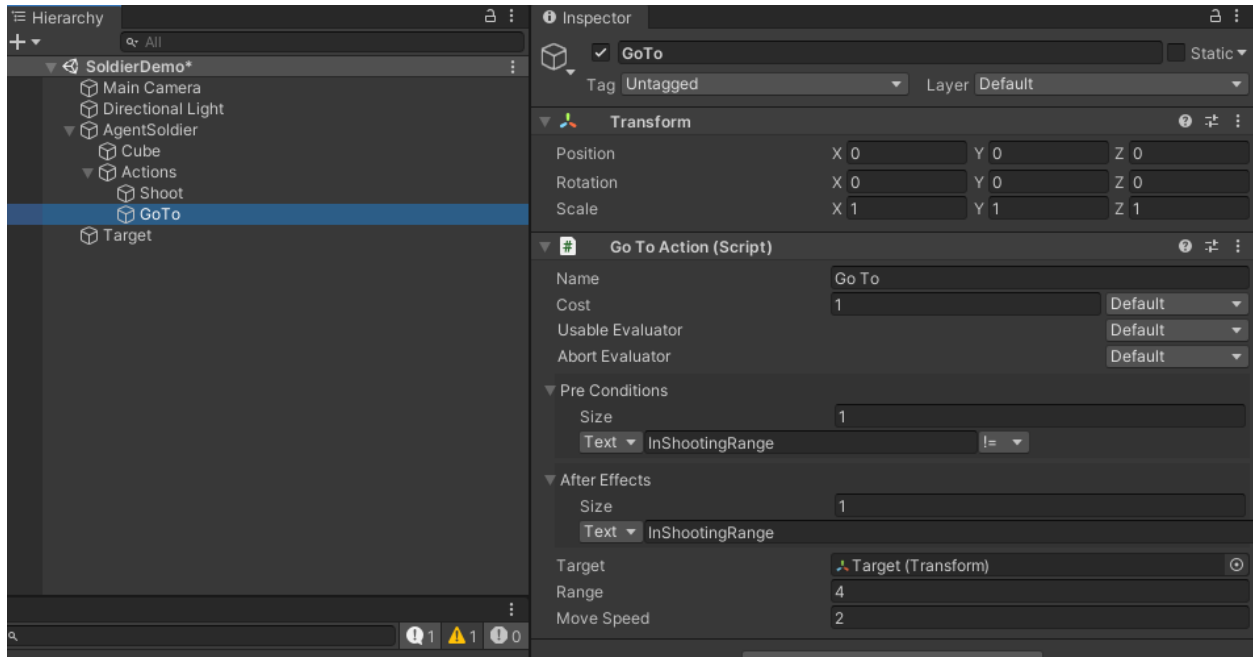 Hierarchy
All
SoldierDemo*
Main Camera
Directional Light
AgentSoldier
Cube
Actions
Shoot
GoTo
Target
1 1 0
Inspector
GoTo Static
Tag Untagged Layer Default
Transform
Position X 0 Y 0 Z 0
Rotation X 0 Y 0 Z 0
Scale X 1 Y 1 Z 1
# Go To Action (Script)
Name Go To
Cost 1 Default
Usable Evaluator Default
Abort Evaluator Default
Pre Conditions
Size 1
Text InShootingRange !=
After Effects
Size 1
Text InShootingRange
Target Target (Transform)
Range 4
Move Speed 2